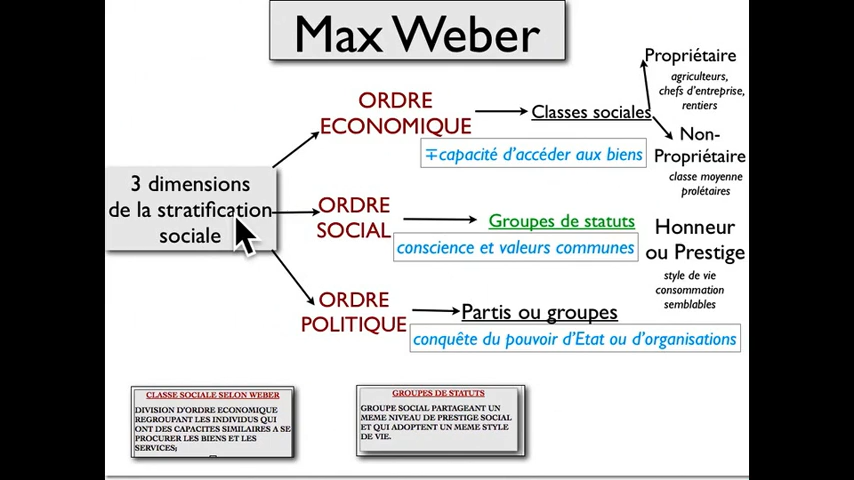 Max Weber
3 dimensions
de la stratification
sociale
ORDRE
ECONOMIQUE
Classes sociales
∓capacité d'accéder aux biens
Propriétaire
agriculteurs,
chefs d'entreprise,
rentiers
Non-
Propriétaire
classe moyenne
prolétaires
ORDRE
SOCIAL
Groupes de statuts
conscience et valeurs communes
Honneur
ou Prestige
style de vie
consommation
semblables
ORDRE
POLITIQUE
Partis ou groupes
conquête du pouvoir d'Etat ou d'organisations
CLASSE SOCIALE SELON WEBER
DIVISION D'ORDRE ECONOMIQUE
REGROUPANT LES INDIVIDUS QUI
ONT DES CAPACITES SIMILAIRES A SE
PROCURER LES BIENS ET LES
SERVICES;
GROUPES DE STATUTS
GROUPE SOCIAL PARTAGEANT UN
MEME NIVEAU DE PRESTIGE SOCIAL
ET QUI ADOPTENT UN MEME STYLE
DE VIE.